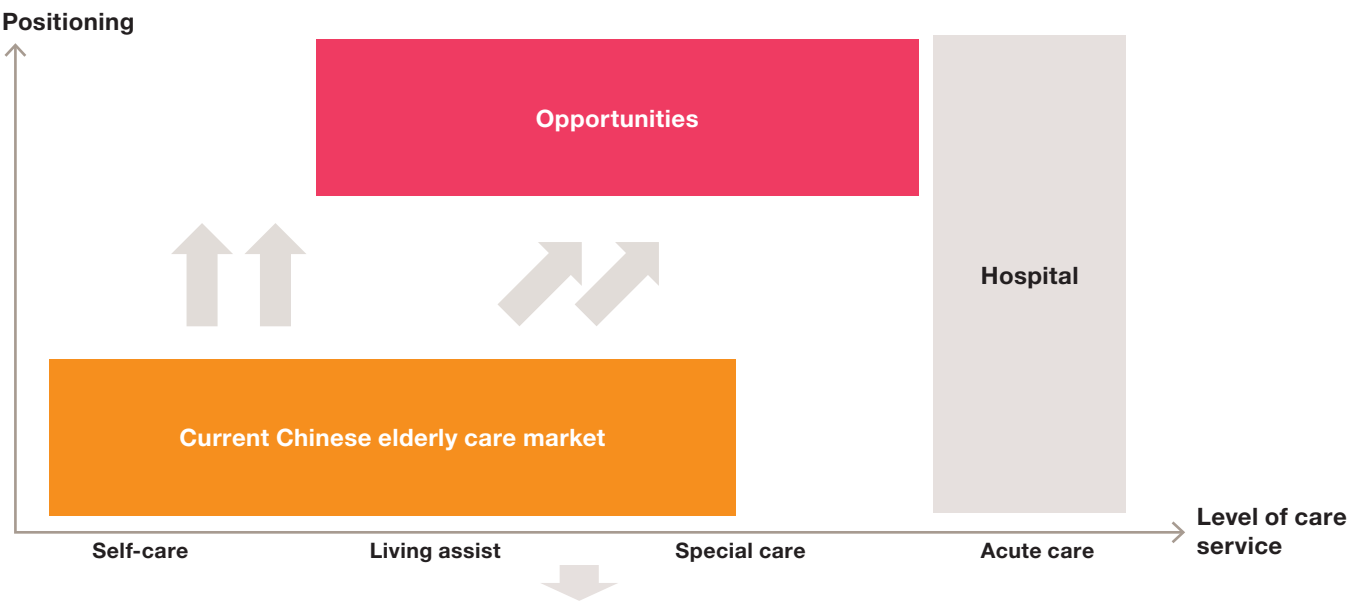 Positioning
Opportunities
Hospital
Current Chinese elderly care market
Level of care
service
Self-care
Living assist
Special care
Acute care